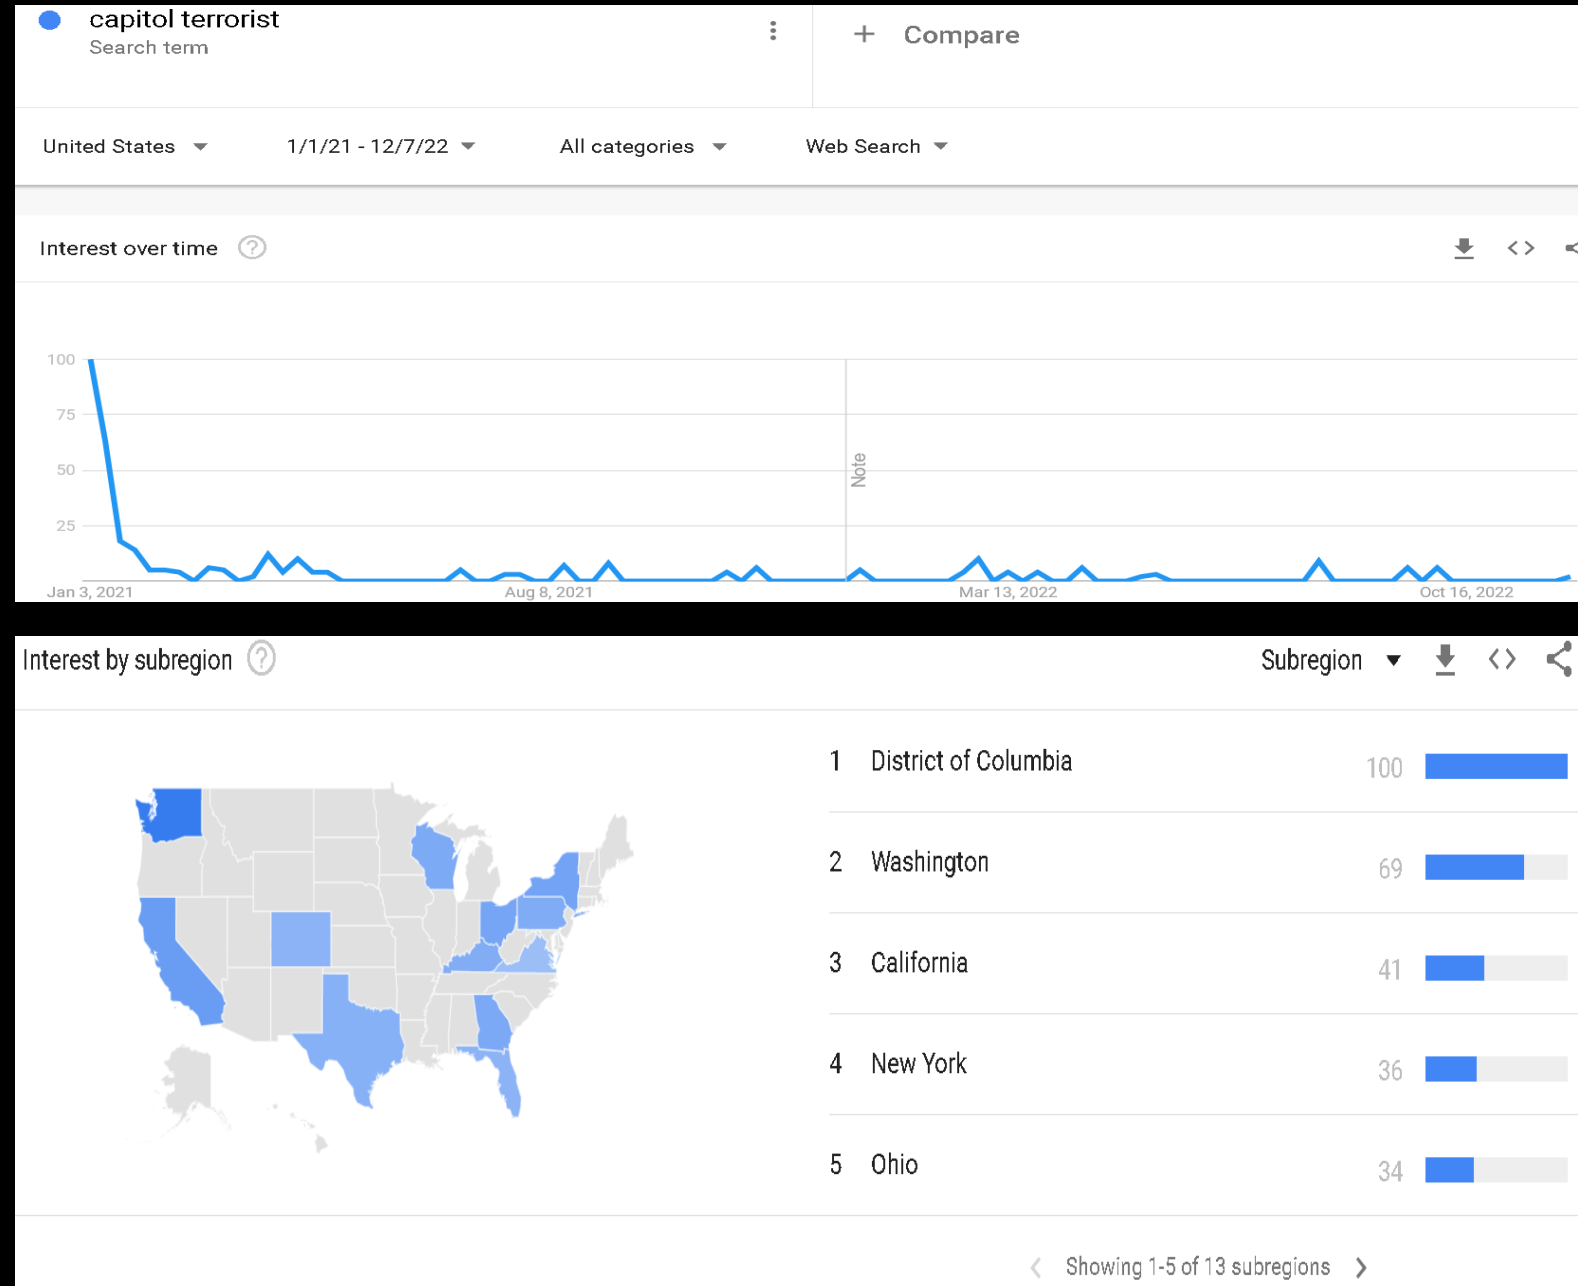 capitol terrorist
Search term
+ Compare
United States
1/1/21 - 12/7/22
All categories
Web Search
Interest over time ?
100
75
50
25
Note
Jan 3, 2021
Aug 8, 2021
Mar 13, 2022
Oct 16, 2022
Interest by subregion ?
Subregion
1 District of Columbia 100
2 Washington 69
3 California 41
4 New York 36
5 Ohio 34
Showing 1-5 of 13 subregions